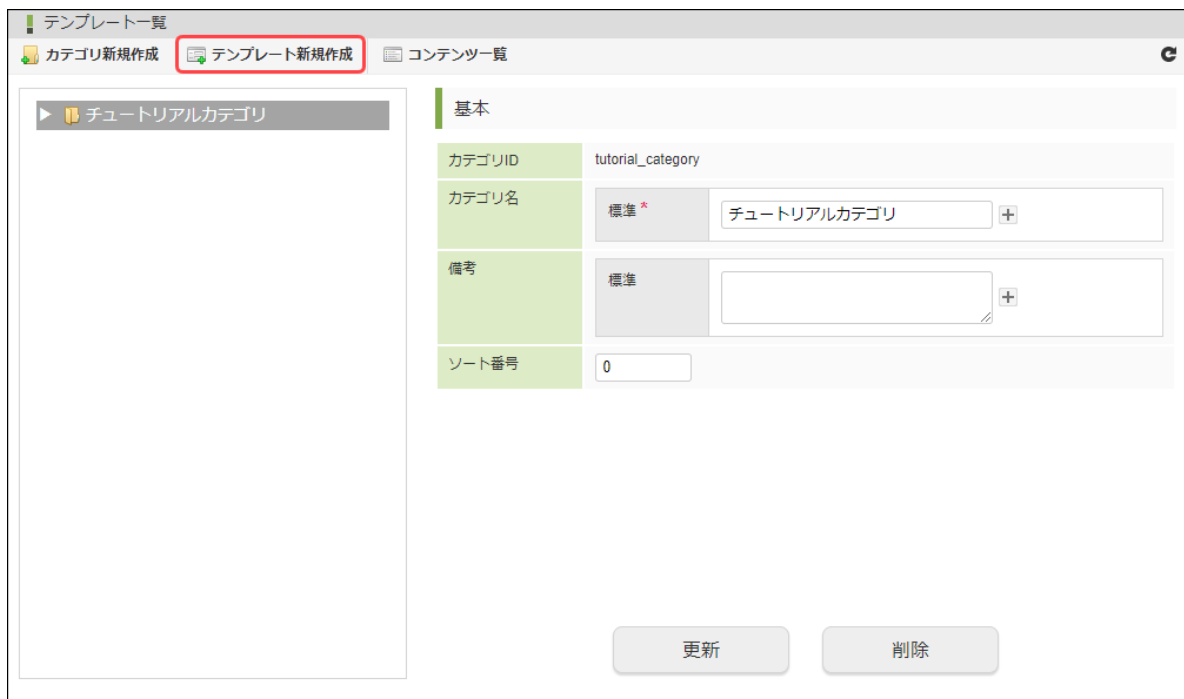 テンプレート一覧
カテゴリ新規作成 テンプレート新規作成 コンテンツ一覧
チュートリアルカテゴリ
基本
カテゴリID tutorial_category
カテゴリ名 標準 * チュートリアルカテゴリ
備考 標準
ソート番号 0
更新 削除